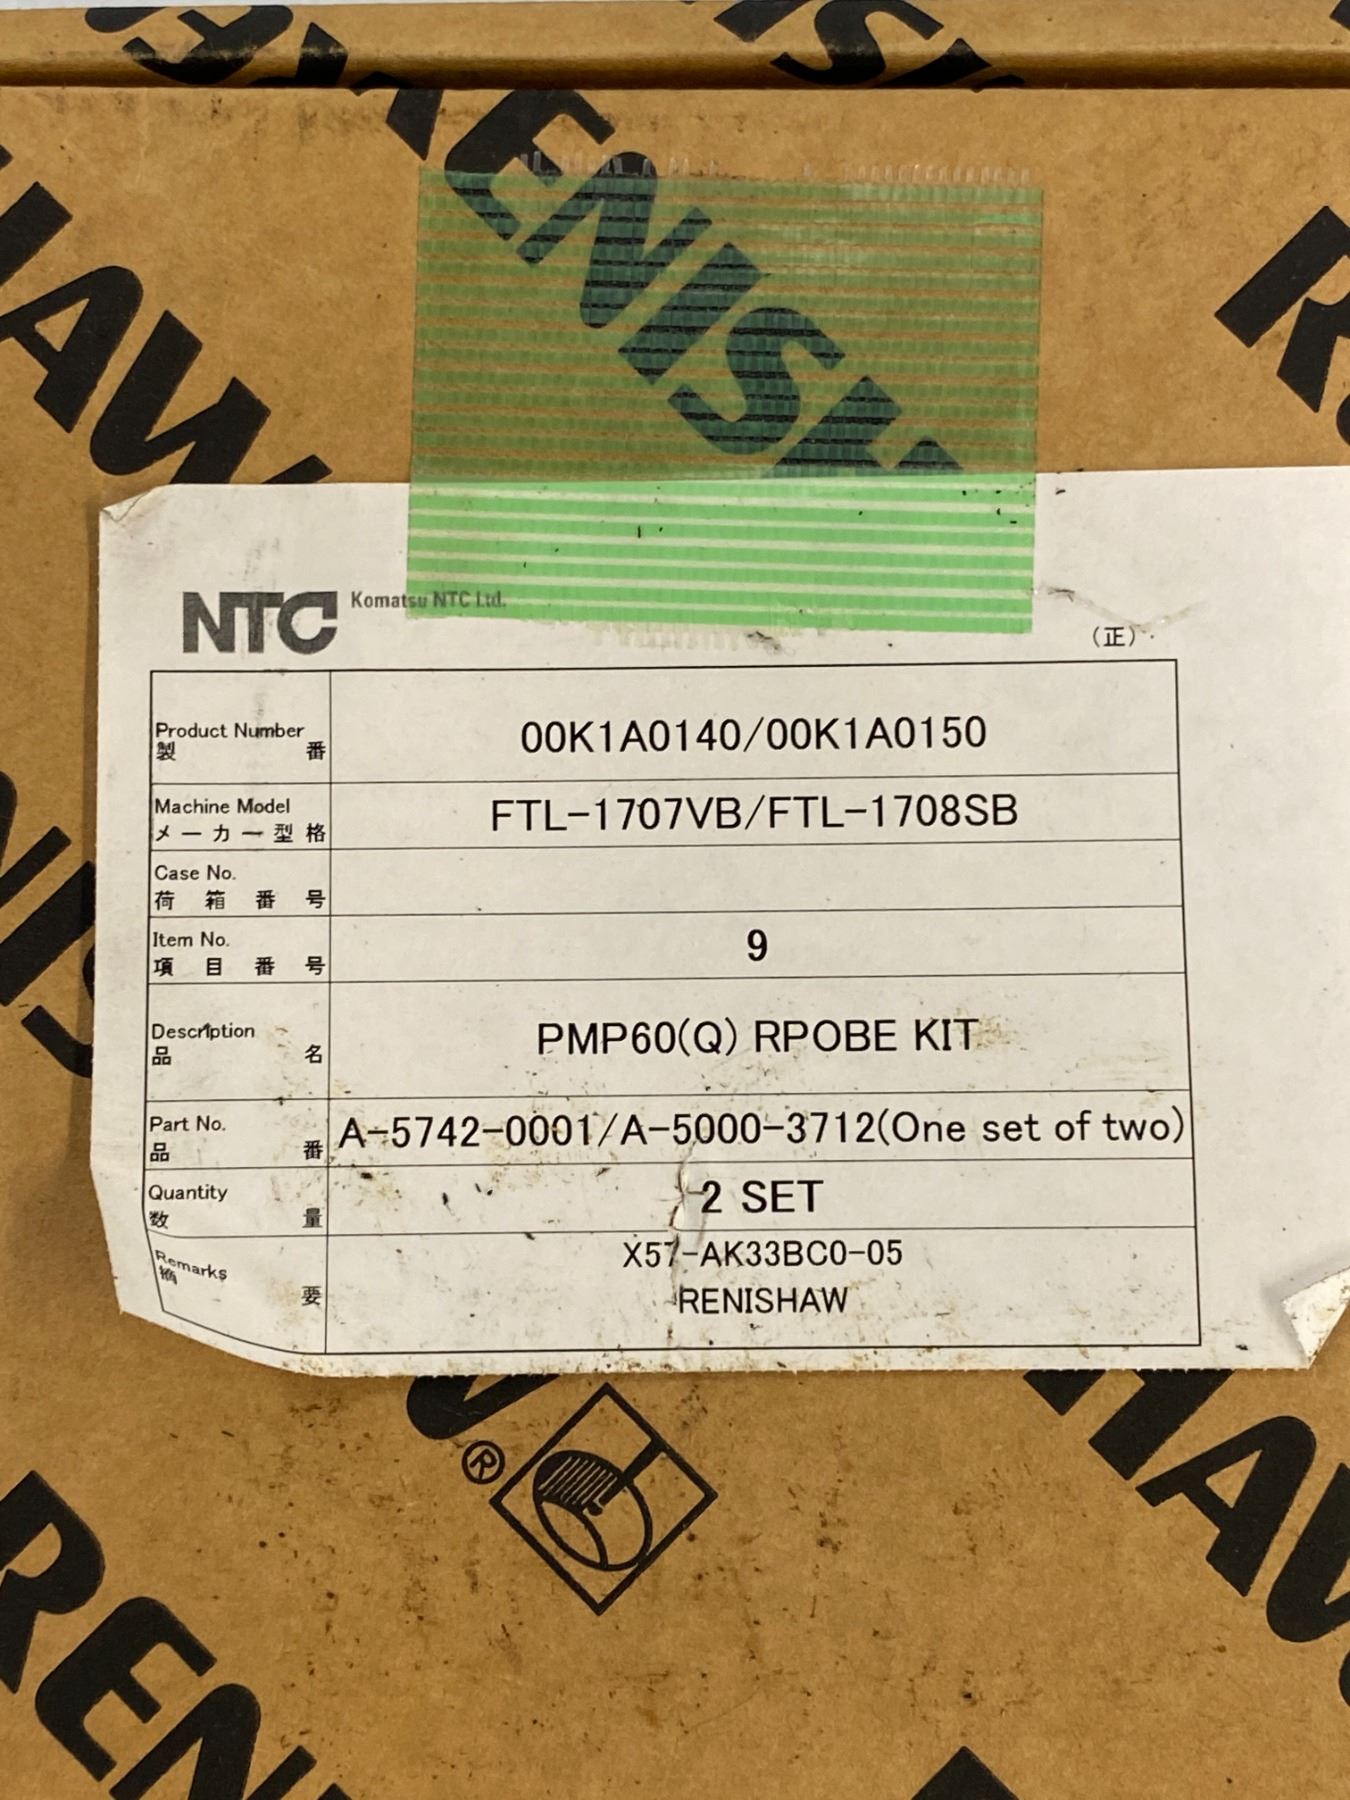 RENISHAW
NTC Komatsu NTC Ltd.
(正)
Product Number
製 番
00K1A0140/00K1A0150
Machine Model
メーカー型格
FTL-1707VB/FTL-1708SB
Case No.
荷 箱 番 号
Item No.
項 目 番 号
9
Description
品 名
PMP60(Q) RPOBE KIT
Part No.
品 番
A-5742-0001/A-5000-3712(One set of two)
Quantity
数 量
2 SET
Remarks
摘 要
X57-AK33BC0-05
RENISHAW
®